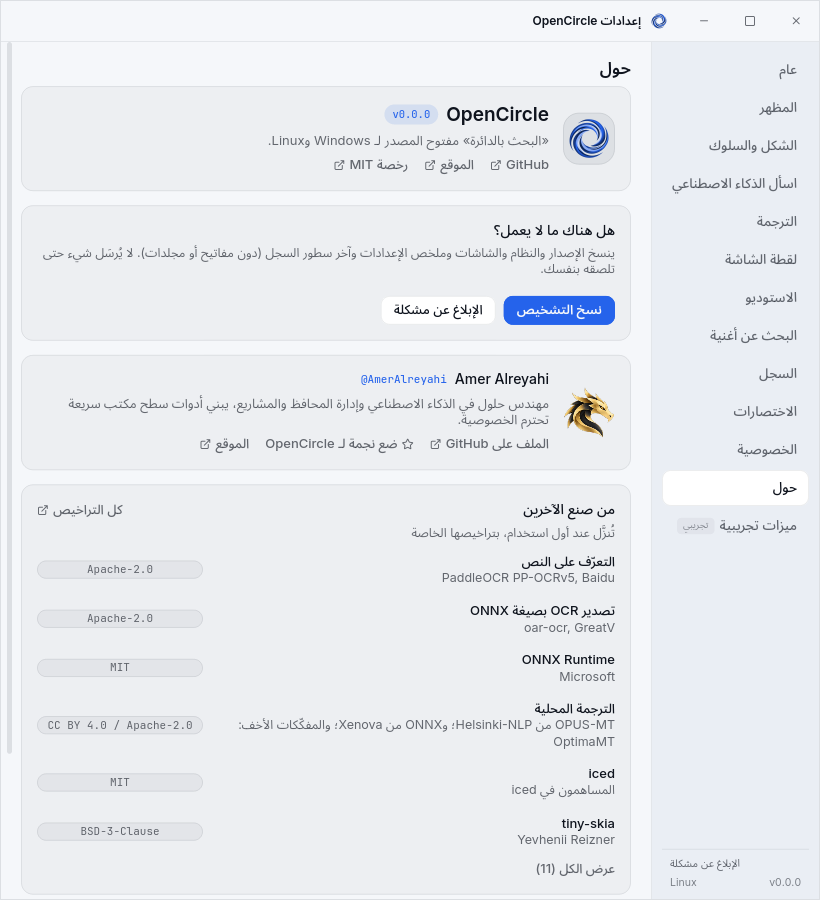 إعدادات OpenCircle
عام
المظهر
الشكل والسلوك
اسأل الذكاء الاصطناعي
الترجمة
لقطة الشاشة
الاستوديو
البحث عن أغنية
السجل
الاختصارات
الخصوصية
حول
ميزات تجريبية تجريبي
الإبلاغ عن مشكلة
v0.0.0 Linux
حول
OpenCircle v0.0.0
«البحث بالدائرة» مفتوح المصدر لـ Windows وLinux.
GitHub الموقع رخصة MIT
هل هناك ما لا يعمل؟
ينسخ الإصدار والنظام والشاشات وملخص الإعدادات وآخر سطور السجل (دون مفاتيح أو مجلدات). لا يُرسَل شيء حتى
تلصقه بنفسك.
نسخ التشخيص الإبلاغ عن مشكلة
Amer Alreyahi @AmerAlreyahi
مهندس حلول في الذكاء الاصطناعي وإدارة المحافظ والمشاريع، يبني أدوات سطح مكتب سريعة
تحترم الخصوصية.
الملف على GitHub ضع نجمة لـ OpenCircle الموقع
من صنع الآخرين كل التراخيص
تُنزَّل عند أول استخدام، بتراخيصها الخاصة
التعرّف على النص
PaddleOCR PP-OCRv5, Baidu
Apache-2.0
تصدير OCR بصيغة ONNX
oar-ocr, GreatV
Apache-2.0
ONNX Runtime
Microsoft
MIT
الترجمة المحلية
OPUS-MT من Helsinki-NLP؛ وONNX من Xenova؛ والمفكّكات الأخف:
OptimaMT
CC BY 4.0 / Apache-2.0
iced
المساهمون في iced
MIT
tiny-skia
Yevhenii Reizner
BSD-3-Clause
عرض الكل (11)